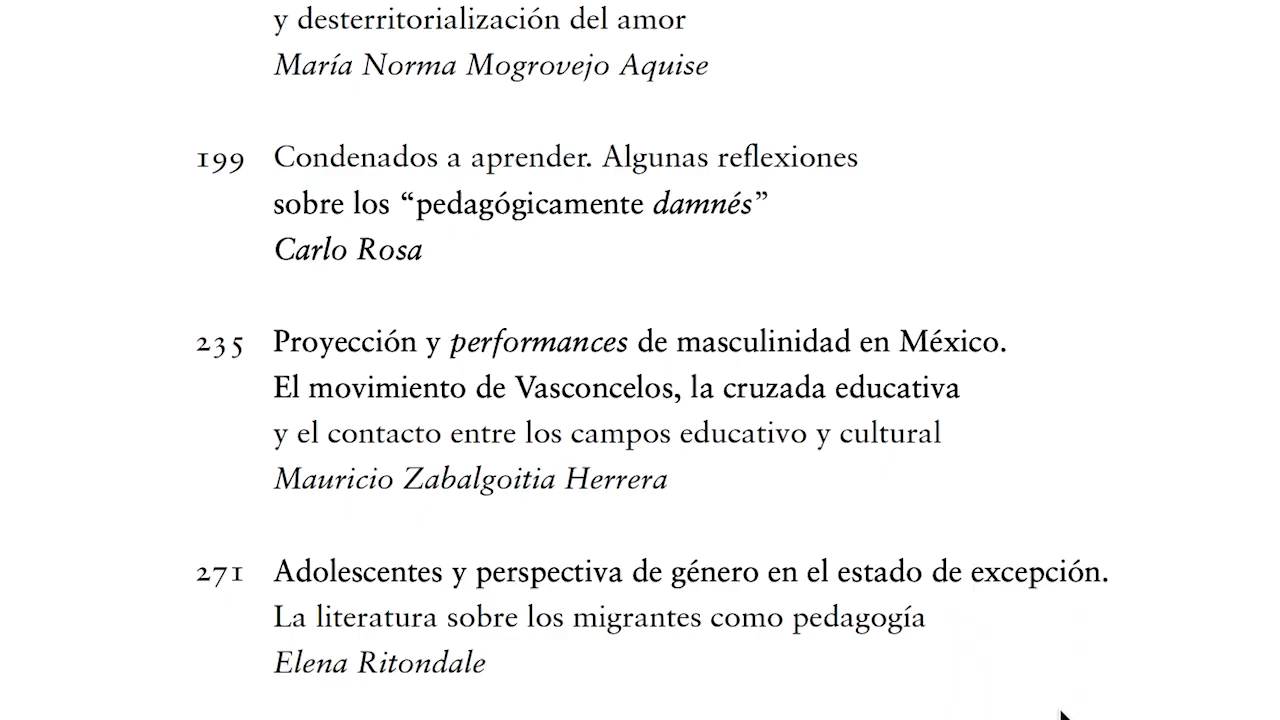 y desterritorialización del amor
María Norma Mogrovejo Aquise
199 Condenados a aprender. Algunas reflexiones
sobre los “pedagógicamente damnés”
Carlo Rosa
235 Proyección y performances de masculinidad en México.
El movimiento de Vasconcelos, la cruzada educativa
y el contacto entre los campos educativo y cultural
Mauricio Zabalgoitia Herrera
271 Adolescentes y perspectiva de género en el estado de excepción.
La literatura sobre los migrantes como pedagogía
Elena Ritondale